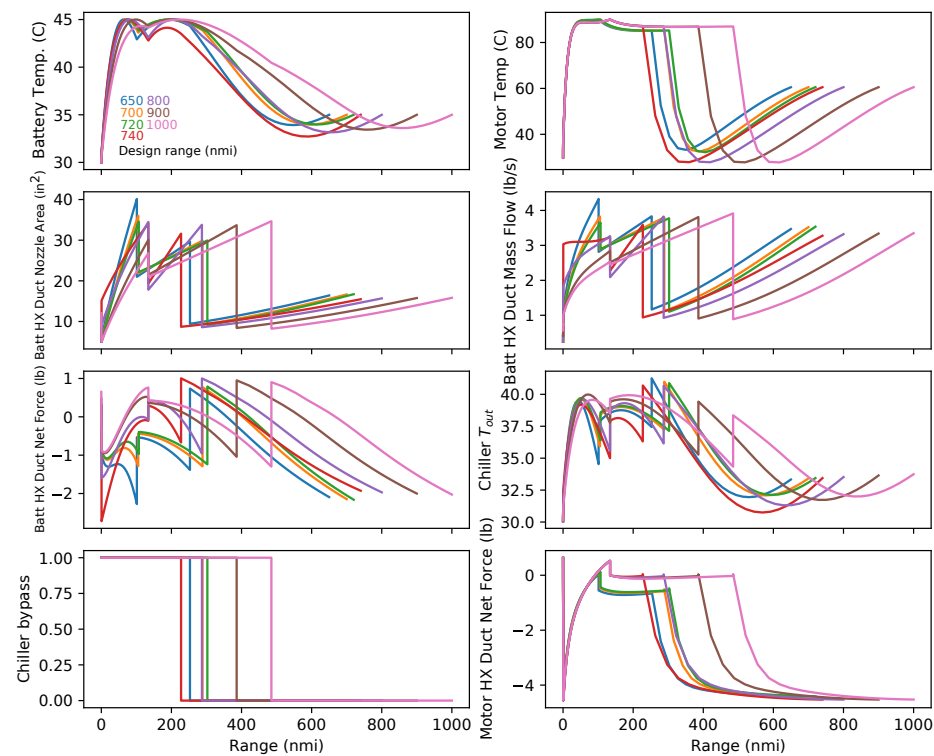 Battery Temp. (C)
45
40
35
30
650 800
700 900
720 1000
740
Design range (nmi)
Motor Temp (C)
80
60
40
Batt HX Duct Nozzle Area (in²)
40
30
20
10
Batt HX Duct Mass Flow (lb/s)
4
3
2
1
Batt HX Duct Net Force (lb)
1
0
−1
−2
Chiller T_out
40.0
37.5
35.0
32.5
30.0
Chiller bypass
1.00
0.75
0.50
0.25
0.00
0 200 400 600 800 1000
Range (nmi)
Motor HX Duct Net Force (lb)
0
−2
−4
0 200 400 600 800 1000
Range (nmi)